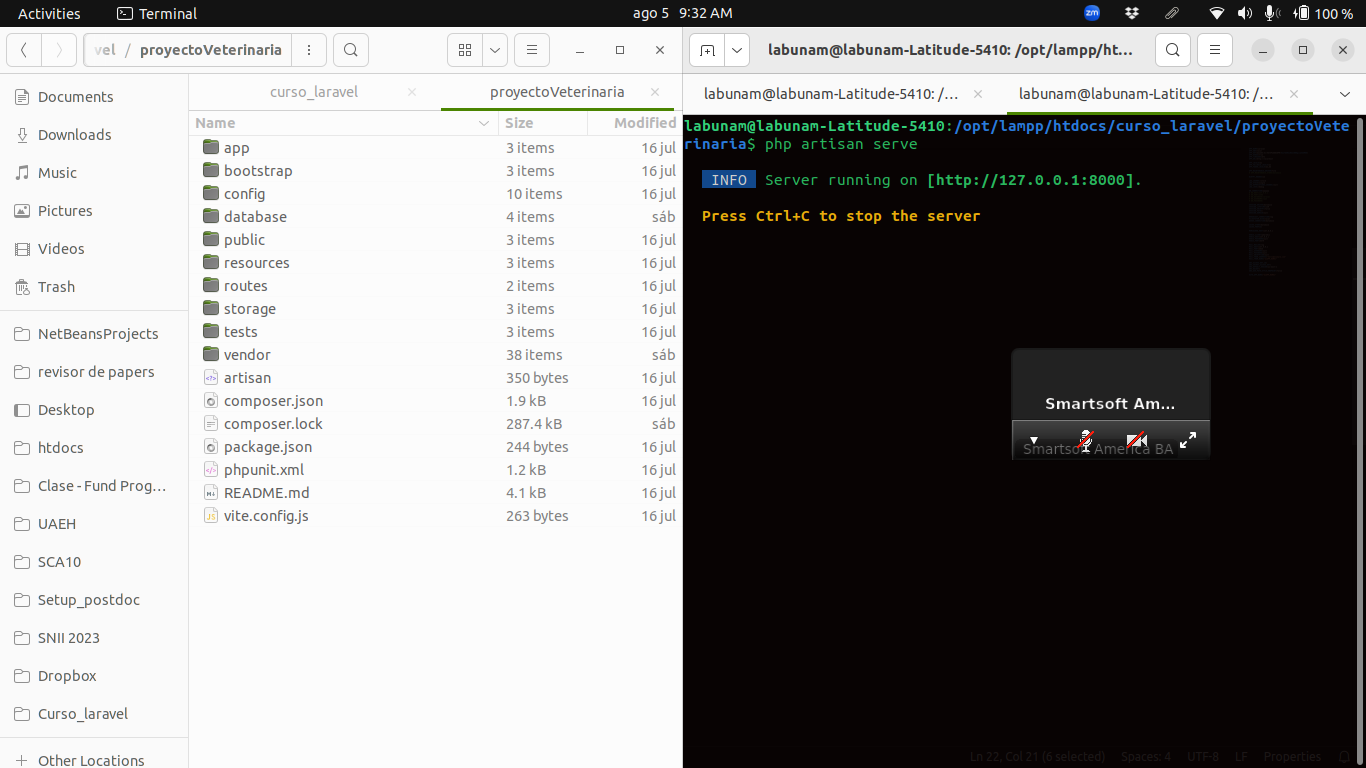 Activities
Terminal
ago 5 9:32 AM
zm
100 %
vel / proyectoVeterinaria
labunam@labunam-Latitude-5410: /opt/lampp/ht...
Documents
Downloads
Music
Pictures
Videos
Trash
NetBeansProjects
revisor de papers
Desktop
htdocs
Clase - Fund Prog...
UAEH
SCA10
Setup_postdoc
SNII 2023
Dropbox
Curso_laravel
Other Locations
curso_laravel
proyectoVeterinaria
Name Size Modified
app 3 items 16 jul
bootstrap 3 items 16 jul
config 10 items 16 jul
database 4 items sáb
public 3 items 16 jul
resources 3 items 16 jul
routes 2 items 16 jul
storage 3 items 16 jul
tests 3 items 16 jul
vendor 38 items sáb
artisan 350 bytes 16 jul
composer.json 1.9 kB 16 jul
composer.lock 287.4 kB sáb
package.json 244 bytes 16 jul
phpunit.xml 1.2 kB 16 jul
README.md 4.1 kB 16 jul
vite.config.js 263 bytes 16 jul
labunam@labunam-Latitude-5410: /...
labunam@labunam-Latitude-5410: /...
labunam@labunam-Latitude-5410:/opt/lampp/htdocs/curso_laravel/proyectoVete
rinaria$ php artisan serve
INFO Server running on [http://127.0.0.1:8000].
Press Ctrl+C to stop the server
Smartsoft Am...
Smartsoft America BA
Ln 22, Col 21 (6 selected) Spaces: 4 UTF-8 LF Properties